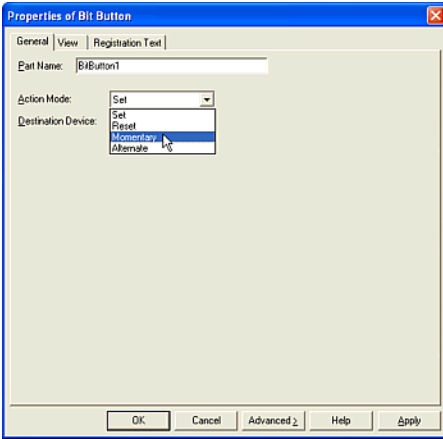 Properties of Bit Button
General View Registration Text
Part Name: BitButton1
Action Mode: Set
Set
Destination Device: Reset
Momentary
Alternate
OK Cancel Advanced > Help Apply